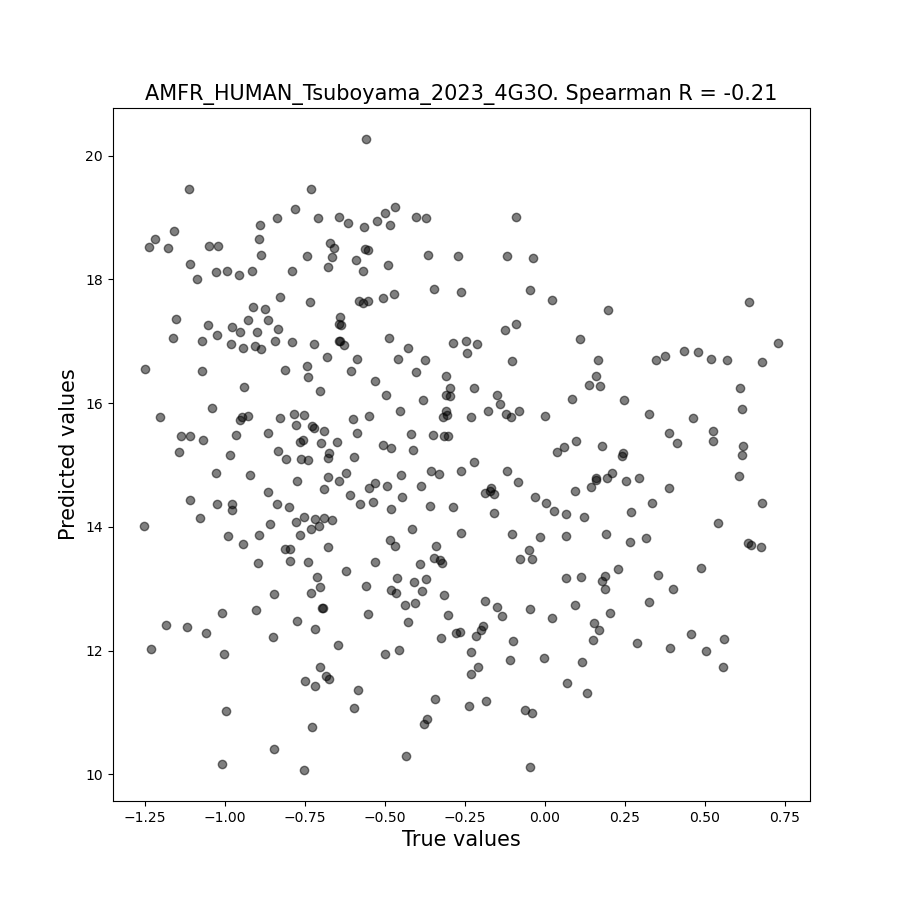 AMFR_HUMAN_Tsuboyama_2023_4G3O. Spearman R = -0.21
Predicted values
20
18
16
14
12
10
−1.25 −1.00 −0.75 −0.50 −0.25 0.00 0.25 0.50 0.75
True values